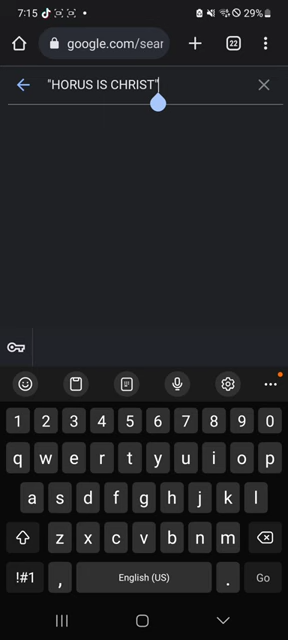 7:15
29%
google.com/sear
22
"HORUS IS CHRIST"
1 2 3 4 5 6 7 8 9 0
q w e r t y u i o p
a s d f g h j k l
z x c v b n m
!#1 , English (US) . Go